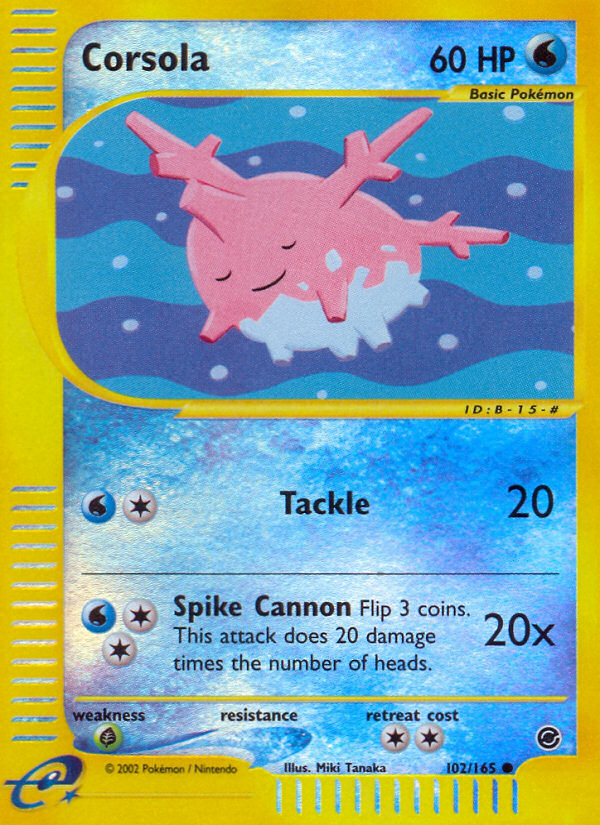 Corsola 60 HP
Basic Pokémon
ID:B-15-#
Tackle 20
Spike Cannon Flip 3 coins.
This attack does 20 damage
times the number of heads.
20x
weakness resistance retreat cost
© 2002 Pokémon / Nintendo Illus. Miki Tanaka 102/165